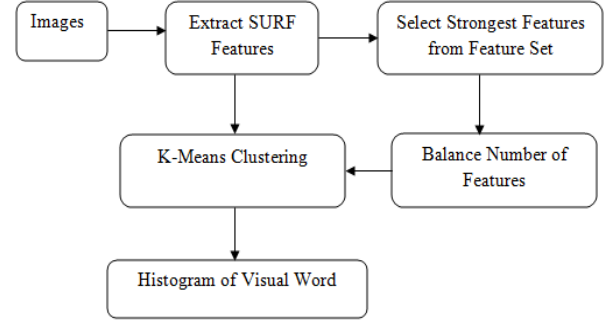 Images
Extract SURF
Features
Select Strongest Features
from Feature Set
K-Means Clustering
Balance Number of
Features
Histogram of Visual Word